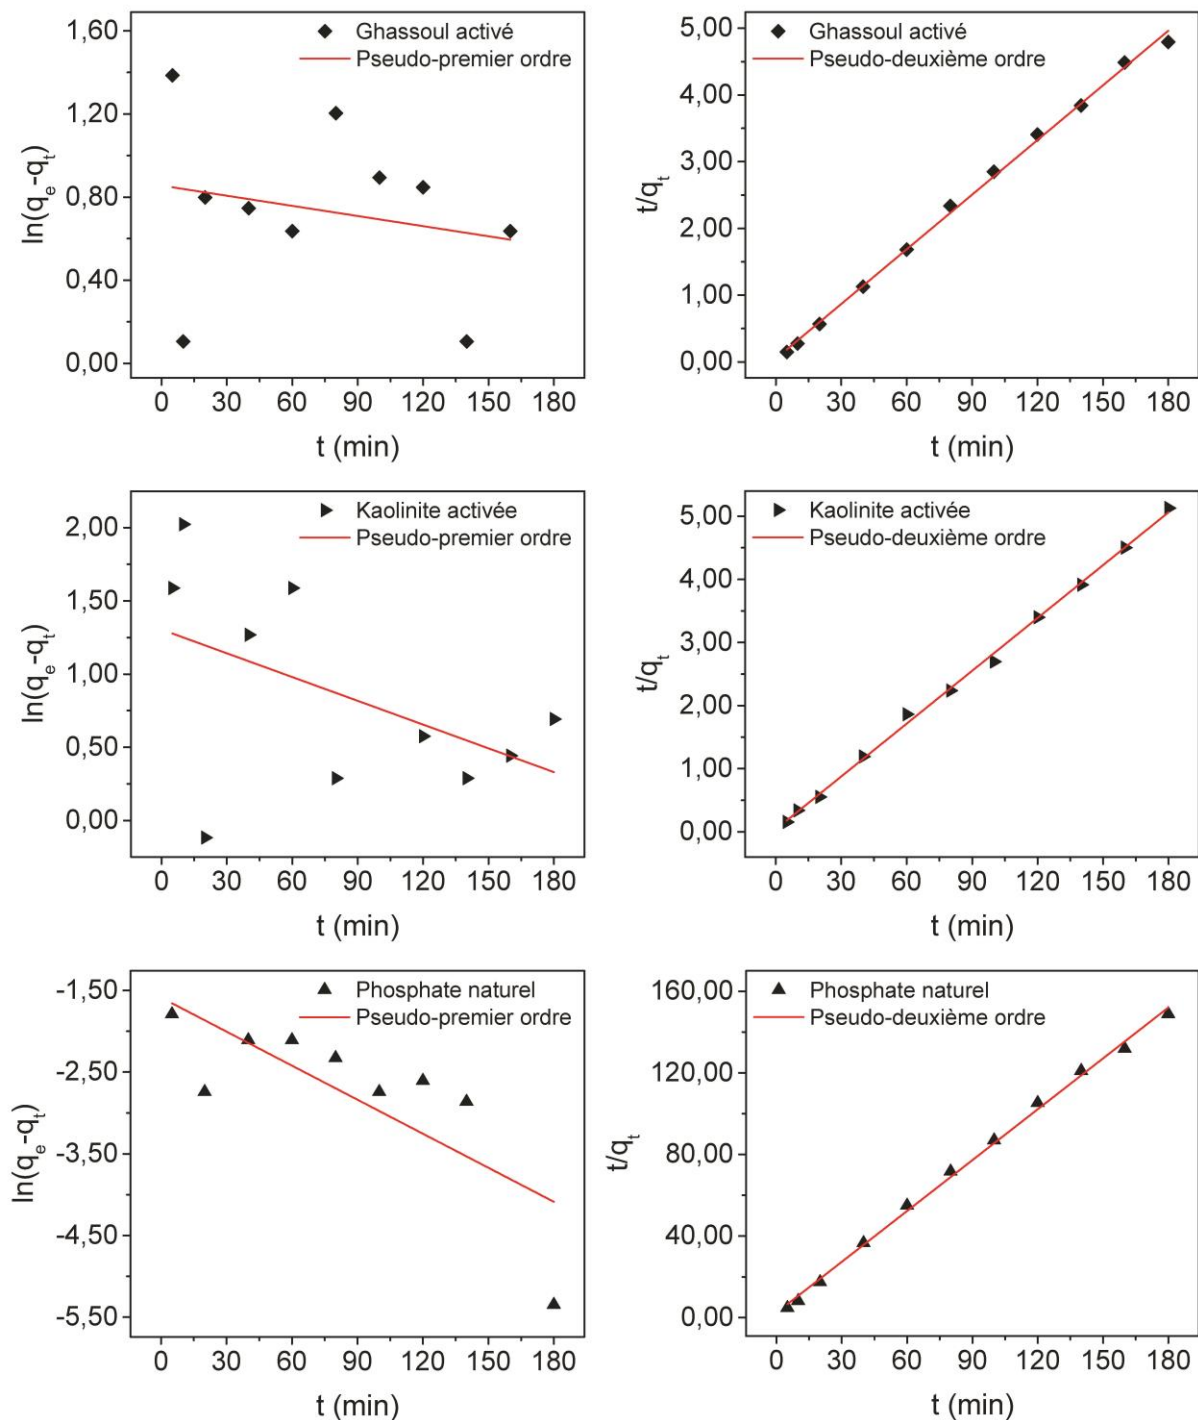 Ghassoul activé
Pseudo-premier ordre
ln(qe-qt)
1,60
1,20
0,80
0,40
0,00
0 30 60 90 120 150 180
t (min)
Ghassoul activé
Pseudo-deuxième ordre
t/qt
5,00
4,00
3,00
2,00
1,00
0,00
0 30 60 90 120 150 180
t (min)
Kaolinite activée
Pseudo-premier ordre
ln(qe-qt)
2,00
1,50
1,00
0,50
0,00
0 30 60 90 120 150 180
t (min)
Kaolinite activée
Pseudo-deuxième ordre
t/qt
5,00
4,00
3,00
2,00
1,00
0,00
0 30 60 90 120 150 180
t (min)
Phosphate naturel
Pseudo-premier ordre
ln(qe-qt)
-1,50
-2,50
-3,50
-4,50
-5,50
0 30 60 90 120 150 180
t (min)
Phosphate naturel
Pseudo-deuxième ordre
t/qt
160,00
120,00
80,00
40,00
0,00
0 30 60 90 120 150 180
t (min)